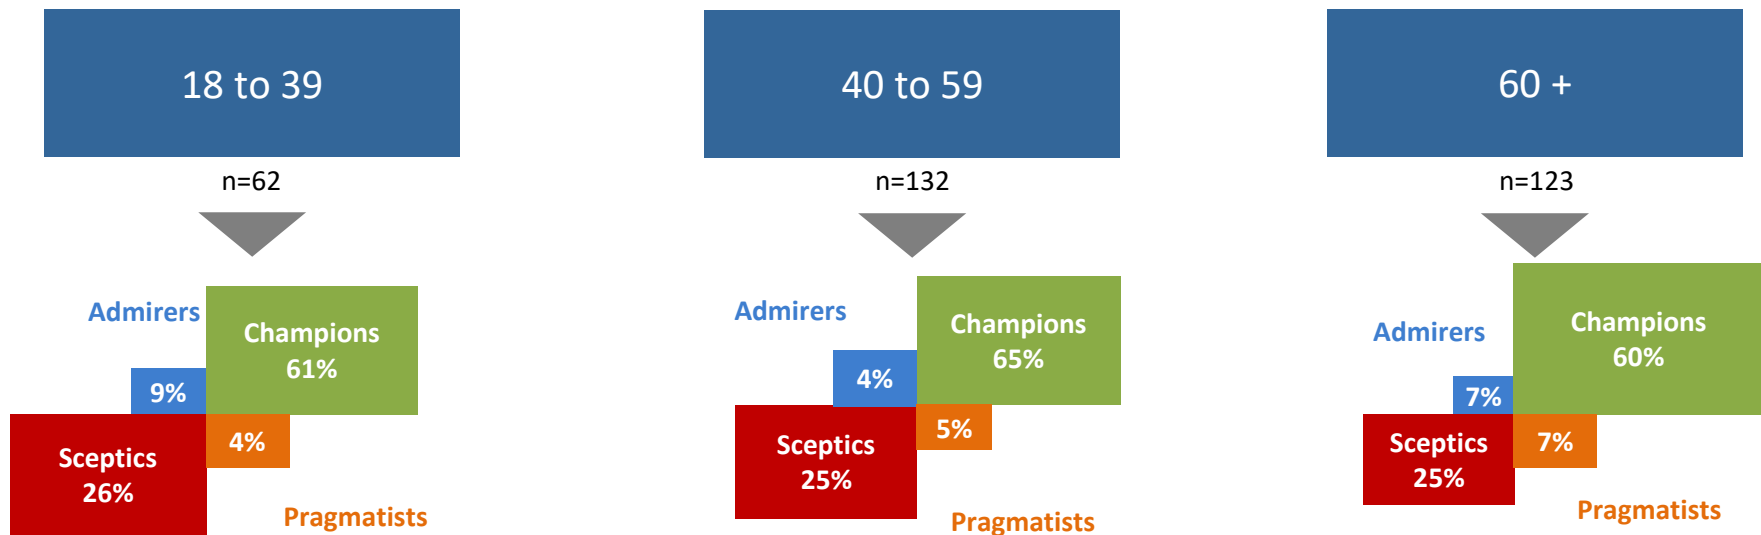 18 to 39
n=62
Admirers
Champions
61%
9%
4%
Sceptics
26%
Pragmatists
40 to 59
n=132
Admirers
Champions
65%
4%
5%
Sceptics
25%
Pragmatists
60 +
n=123
Admirers
Champions
60%
7%
7%
Sceptics
25%
Pragmatists